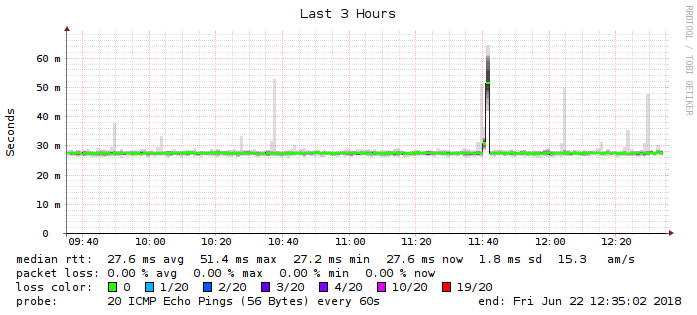 Last 3 Hours
RRDTOOL / TOBI OETIKER
Seconds
60 m
50 m
40 m
30 m
20 m
10 m
0
09:40 10:00 10:20 10:40 11:00 11:20 11:40 12:00 12:20
median rtt: 27.6 ms avg 51.4 ms max 27.2 ms min 27.6 ms now 1.8 ms sd 15.3 am/s
packet loss: 0.00 % avg 0.00 % max 0.00 % min 0.00 % now
loss color: 0 1/20 2/20 3/20 4/20 10/20 19/20
probe: 20 ICMP Echo Pings (56 Bytes) every 60s end: Fri Jun 22 12:35:02 2018